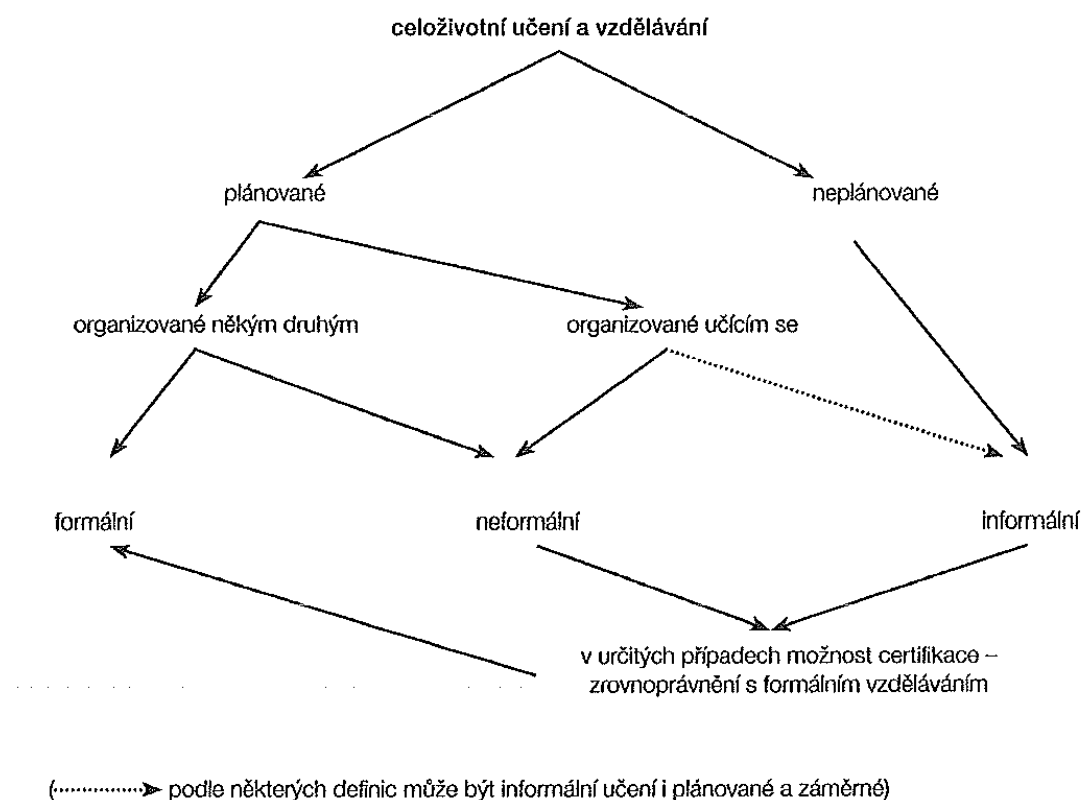 celoživotní učení a vzdělávání
plánované
neplánované
organizované někým druhým
organizované učícím se
formální
neformální
informální
v určitých případech možnost certifikace –
zrovnoprávnění s formálním vzděláváním
( podle některých definic může být informální učení i plánované a záměrné)